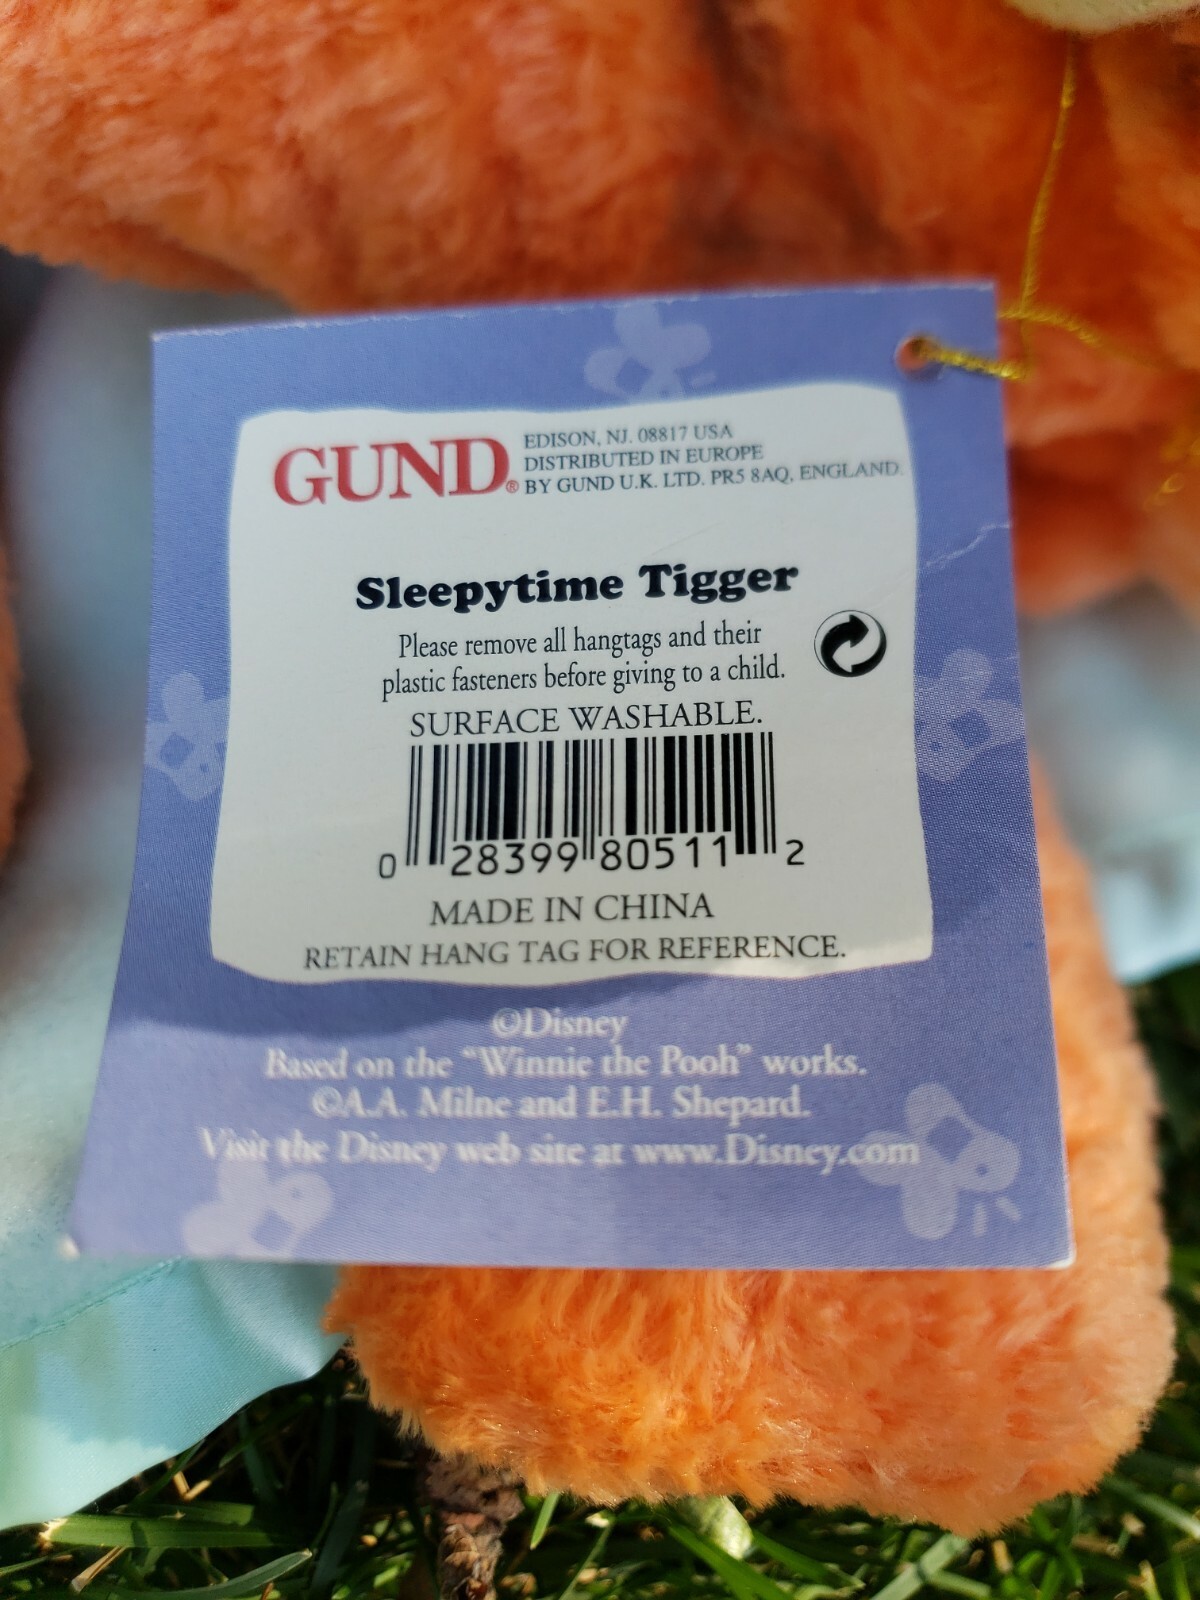 GUND®
EDISON, NJ. 08817 USA
DISTRIBUTED IN EUROPE
BY GUND U.K. LTD. PR5 8AQ, ENGLAND.
Sleepytime Tigger
Please remove all hangtags and their
plastic fasteners before giving to a child.
SURFACE WASHABLE.
0 28399 80511 2
MADE IN CHINA
RETAIN HANG TAG FOR REFERENCE.
©Disney
Based on the "Winnie the Pooh" works.
©A.A. Milne and E.H. Shepard.
Visit the Disney web site at www.Disney.com